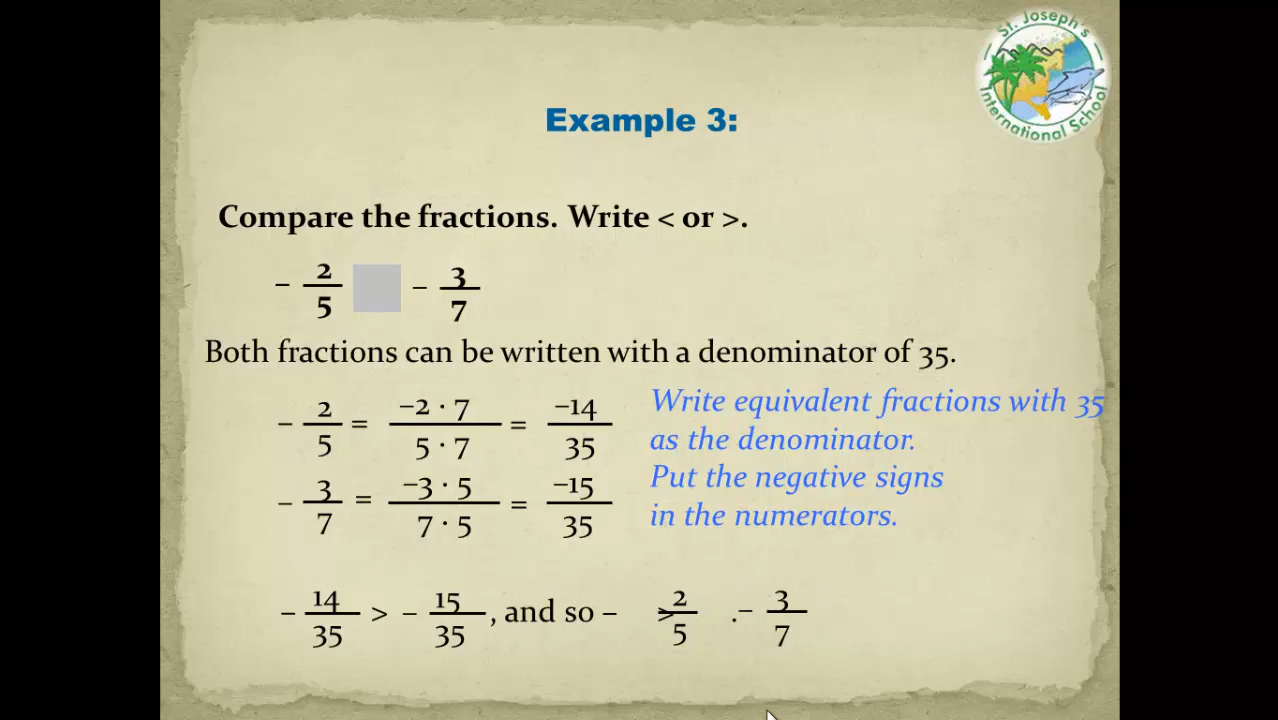 St. Joseph's
International School
Example 3:
Compare the fractions. Write < or >.
– 2/5 – 3/7
Both fractions can be written with a denominator of 35.
– 2/5 = –2 · 7/5 · 7 = –14/35
– 3/7 = –3 · 5/7 · 5 = –15/35
Write equivalent fractions with 35
as the denominator.
Put the negative signs
in the numerators.
– 14/35 > – 15/35, and so – > 2/5 .– 3/7